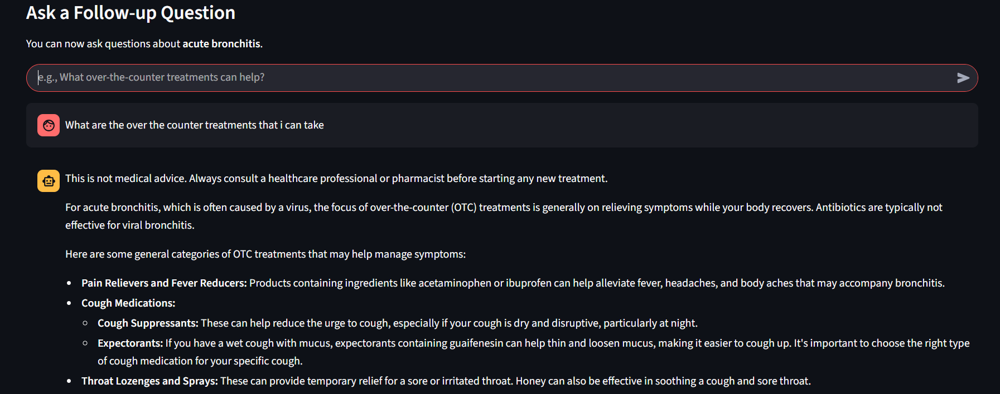 Ask a Follow-up Question
You can now ask questions about acute bronchitis.
e.g., What over-the-counter treatments can help?
What are the over the counter treatments that i can take
This is not medical advice. Always consult a healthcare professional or pharmacist before starting any new treatment.
For acute bronchitis, which is often caused by a virus, the focus of over-the-counter (OTC) treatments is generally on relieving symptoms while your body recovers. Antibiotics are typically not
effective for viral bronchitis.
Here are some general categories of OTC treatments that may help manage symptoms:
• Pain Relievers and Fever Reducers: Products containing ingredients like acetaminophen or ibuprofen can help alleviate fever, headaches, and body aches that may accompany bronchitis.
• Cough Medications:
○ Cough Suppressants: These can help reduce the urge to cough, especially if your cough is dry and disruptive, particularly at night.
○ Expectorants: If you have a wet cough with mucus, expectorants containing guaifenesin can help thin and loosen mucus, making it easier to cough up. It's important to choose the right type
of cough medication for your specific cough.
• Throat Lozenges and Sprays: These can provide temporary relief for a sore or irritated throat. Honey can also be effective in soothing a cough and sore throat.